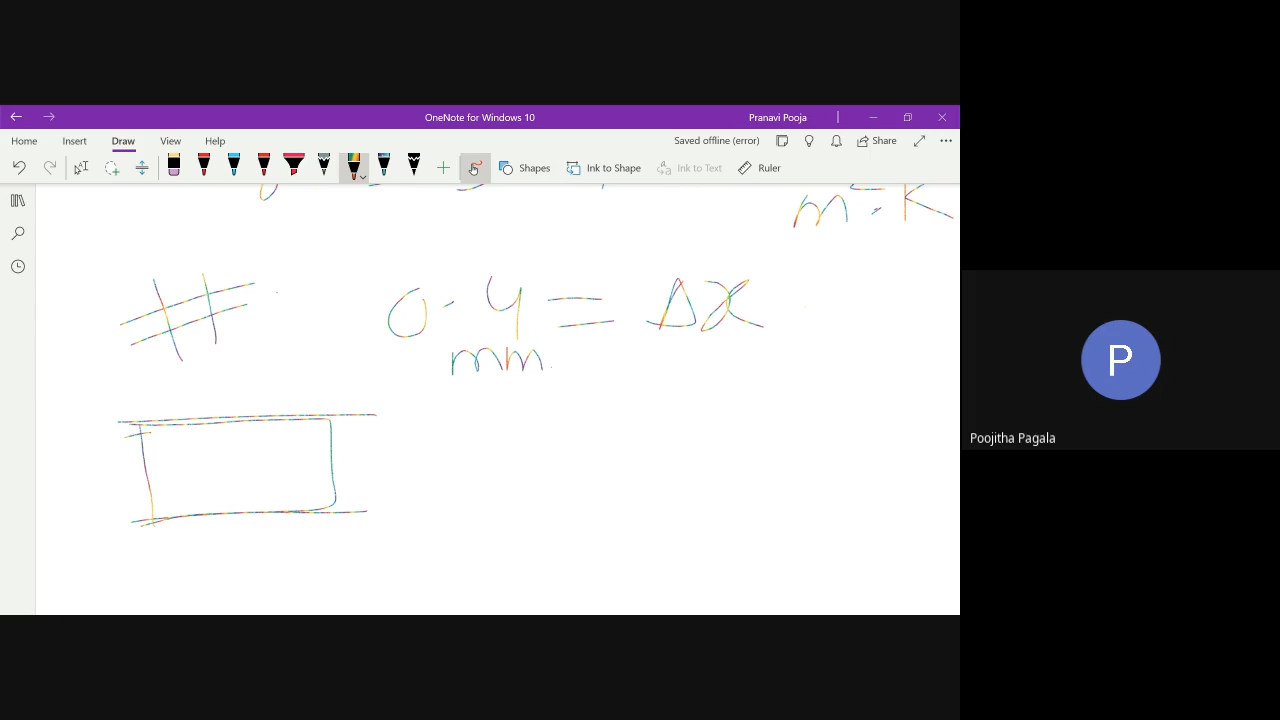 OneNote for Windows 10
Pranavi Pooja
Home Insert Draw View Help
Saved offline (error)
Share
Shapes
Ink to Shape
Ink to Text
Ruler
m · K
# 0.4 = Δx
mm
P
Poojitha Pagala